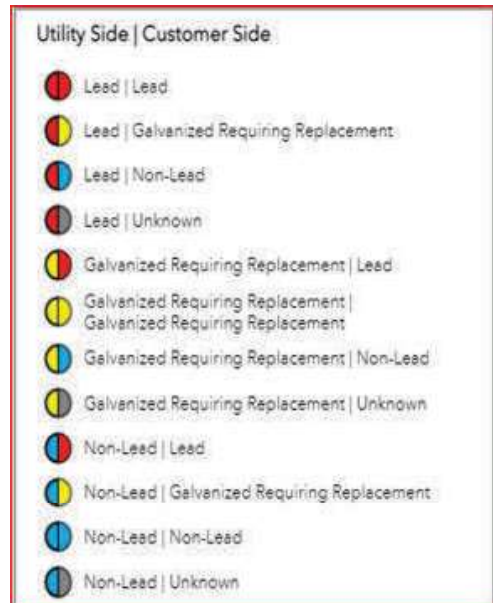 Utility Side | Customer Side
Lead | Lead
Lead | Galvanized Requiring Replacement
Lead | Non-Lead
Lead | Unknown
Galvanized Requiring Replacement | Lead
Galvanized Requiring Replacement |
Galvanized Requiring Replacement
Galvanized Requiring Replacement | Non-Lead
Galvanized Requiring Replacement | Unknown
Non-Lead | Lead
Non-Lead | Galvanized Requiring Replacement
Non-Lead | Non-Lead
Non-Lead | Unknown